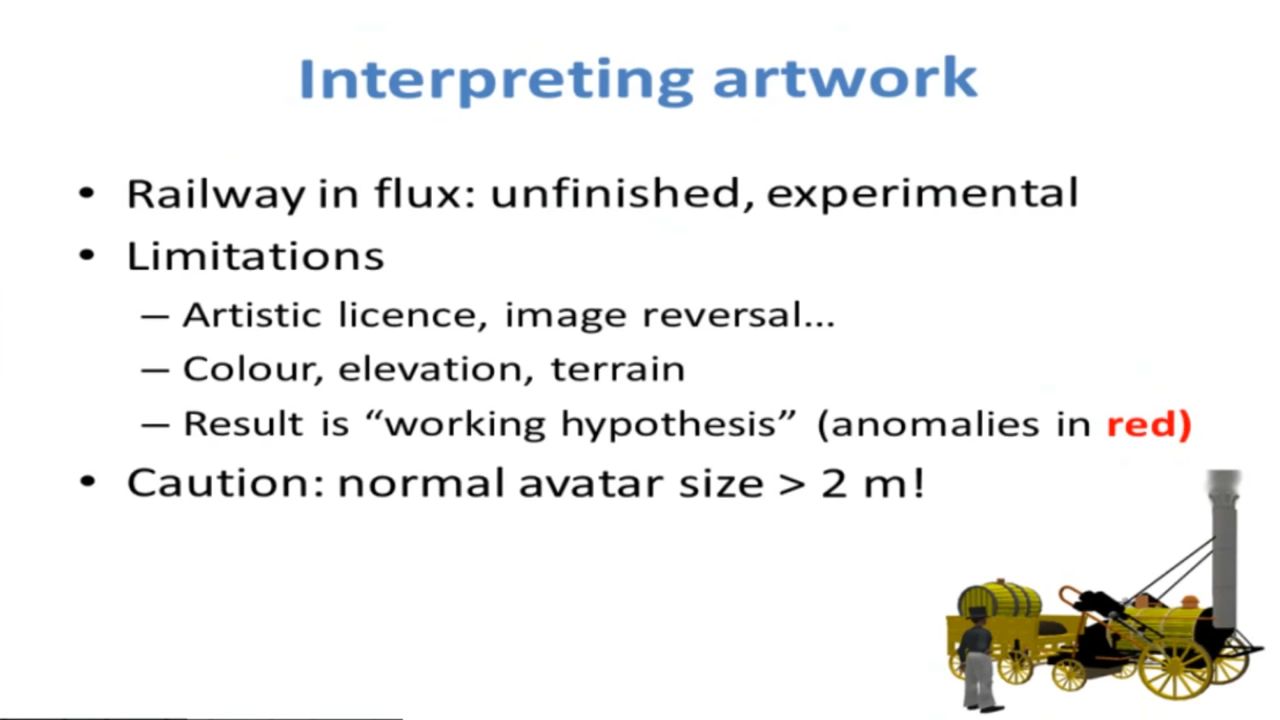 Interpreting artwork
• Railway in flux: unfinished, experimental
• Limitations
– Artistic licence, image reversal...
– Colour, elevation, terrain
– Result is “working hypothesis” (anomalies in red)
• Caution: normal avatar size > 2 m!